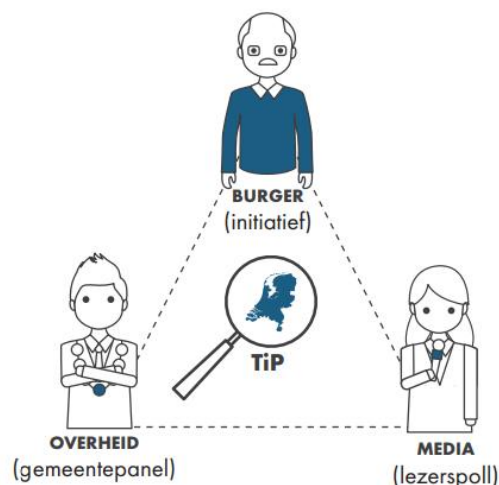 BURGER
(initiatief)
TiP
OVERHEID
(gemeentepanel)
MEDIA
(lezerspoll)